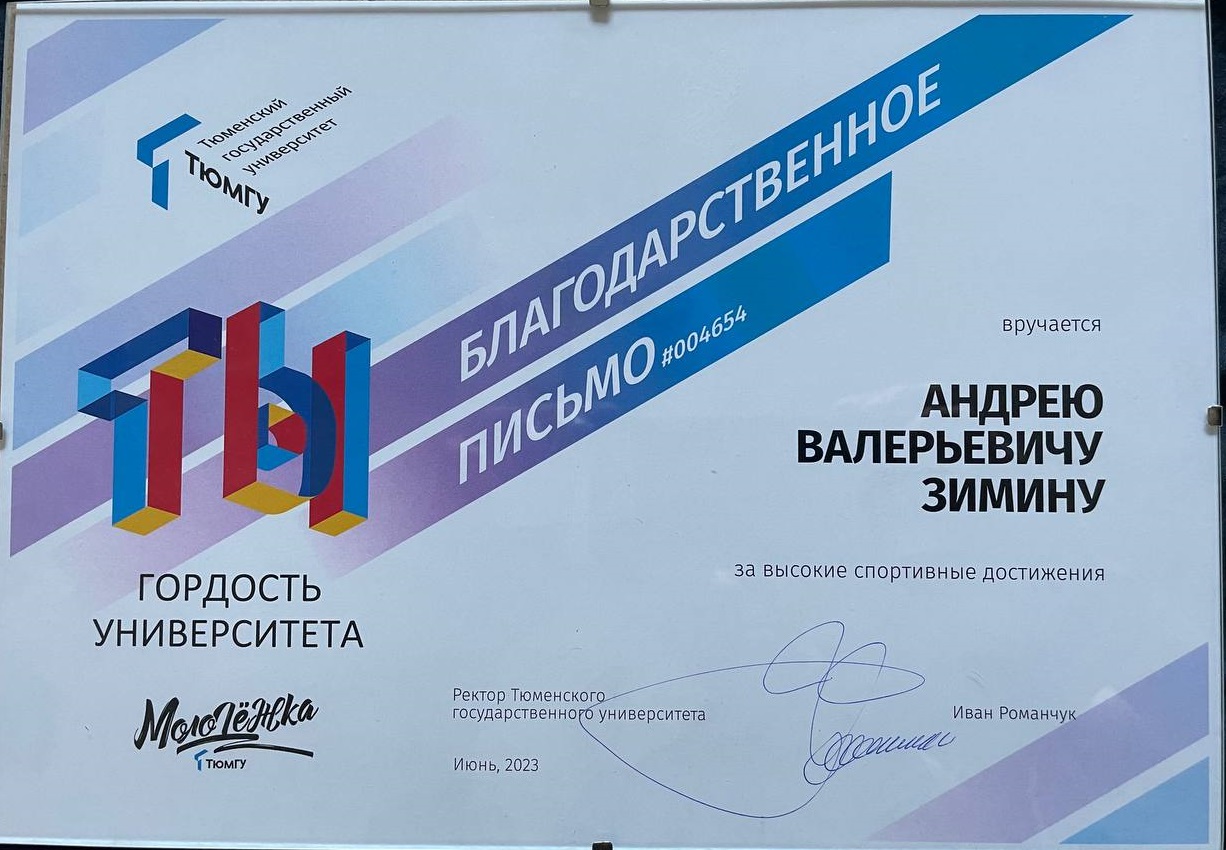 Тюменский
государственный
университет
ТЮМГУ
БЛАГОДАРСТВЕННОЕ
ПИСЬМО #004654
вручается
АНДРЕЮ
ВАЛЕРЬЕВИЧУ
ЗИМИНУ
за высокие спортивные достижения
ТЫ
ГОРДОСТЬ
УНИВЕРСИТЕТА
МолоТёЖка
ТЮМГУ
Ректор Тюменского
государственного университета
Иван Романчук
Июнь, 2023